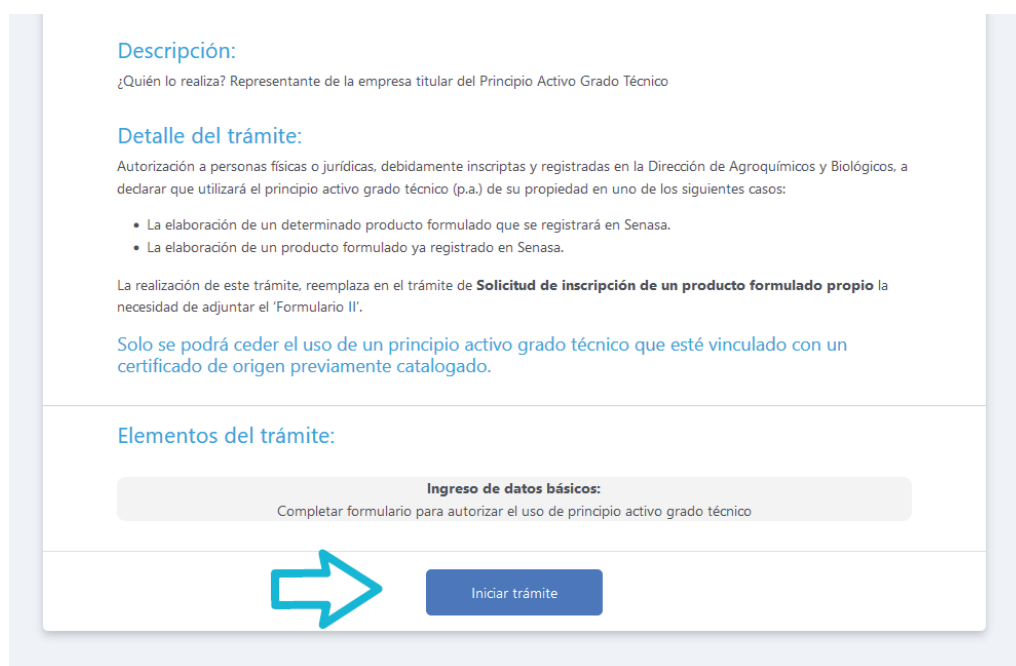 Descripción:
¿Quién lo realiza? Representante de la empresa titular del Principio Activo Grado Técnico
Detalle del trámite:
Autorización a personas físicas o jurídicas, debidamente inscriptas y registradas en la Dirección de Agroquímicos y Biológicos, a
declarar que utilizará el principio activo grado técnico (p.a.) de su propiedad en uno de los siguientes casos:
• La elaboración de un determinado producto formulado que se registrará en Senasa.
• La elaboración de un producto formulado ya registrado en Senasa.
La realización de este trámite, reemplaza en el trámite de Solicitud de inscripción de un producto formulado propio la
necesidad de adjuntar el 'Formulario II'.
Solo se podrá ceder el uso de un principio activo grado técnico que esté vinculado con un
certificado de origen previamente catalogado.
Elementos del trámite:
Ingreso de datos básicos:
Completar formulario para autorizar el uso de principio activo grado técnico
Iniciar trámite